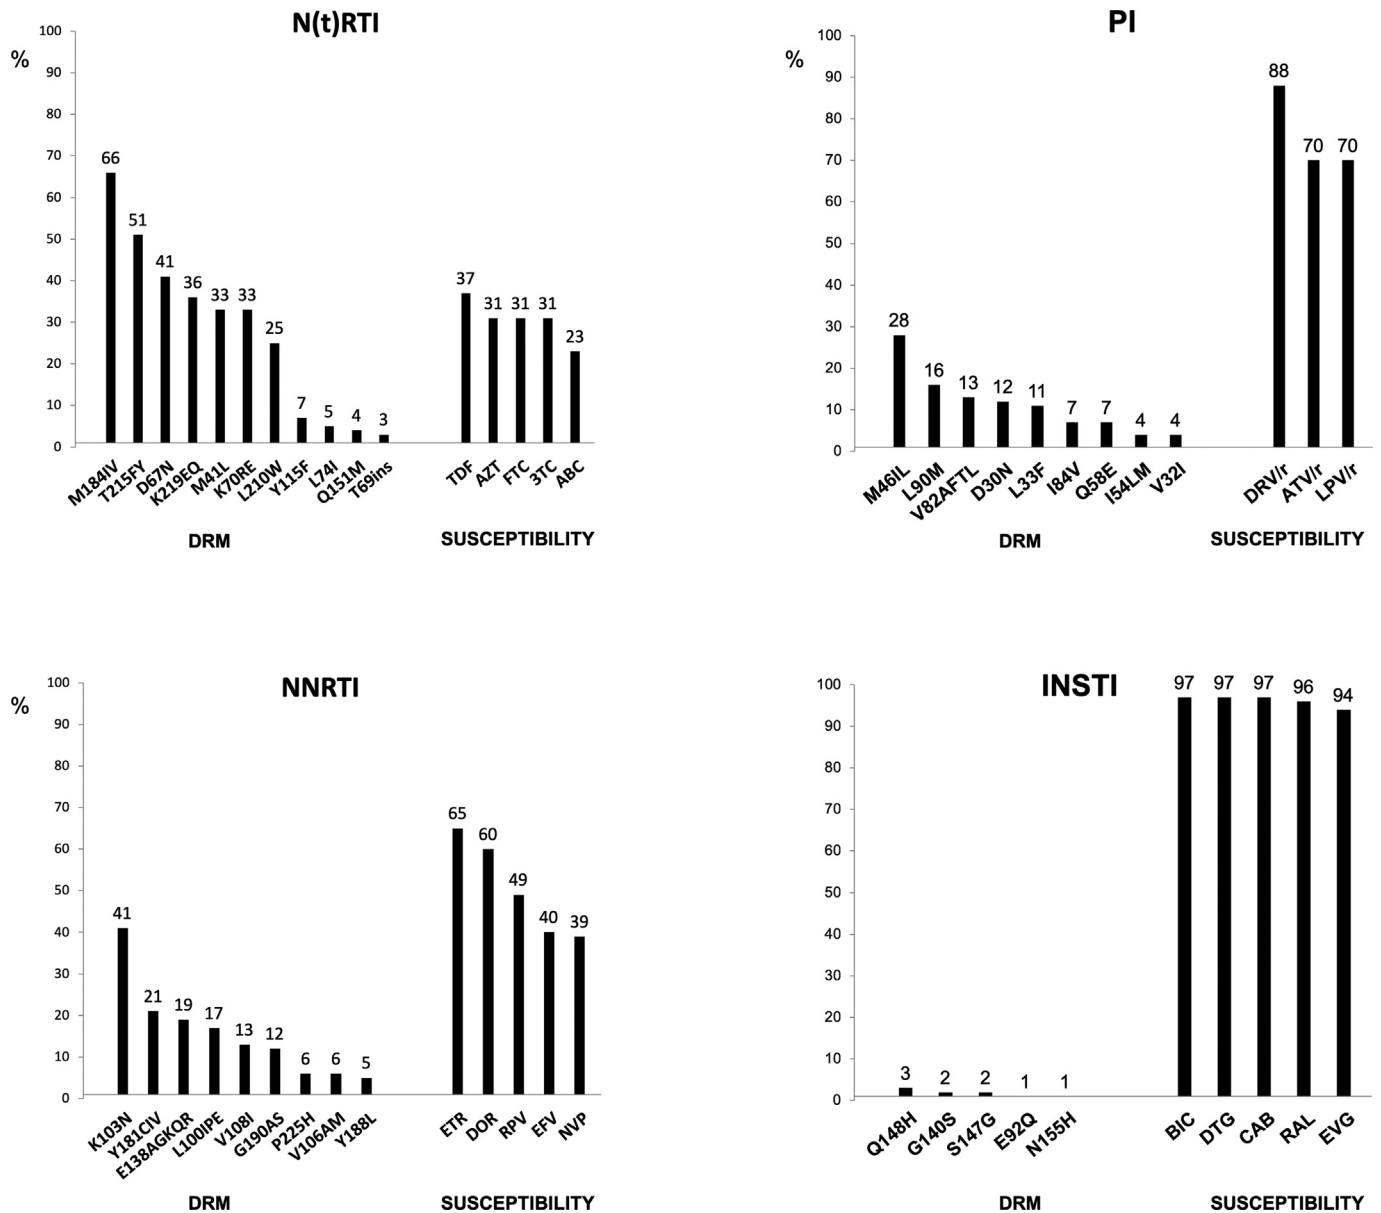 N(t)RTI
%
100
90
80
70
60
50
40
30
20
10
0
66
51
41
36
33
33
25
7
5
4
3
37
31
31
31
23
M184IV
T215FY
D67N
K219EQ
M41L
K70RE
L210W
Y115F
L74I
Q151M
T69ins
TDF
AZT
FTC
3TC
ABC
DRM
SUSCEPTIBILITY
PI
%
100
90
80
70
60
50
40
30
20
10
0
28
16
13
12
11
7
7
4
4
88
70
70
M46IL
L90M
V82AFTL
D30N
L33F
I84V
Q58E
I54LM
V32I
DRV/r
ATV/r
LPV/r
DRM
SUSCEPTIBILITY
NNRTI
%
100
90
80
70
60
50
40
30
20
10
0
41
21
19
17
13
12
6
6
5
65
60
49
40
39
K103N
Y181CIV
E138AGKQR
L100IPE
V108I
G190AS
P225H
V106AM
Y188L
ETR
DOR
RPV
EFV
NVP
DRM
SUSCEPTIBILITY
INSTI
100
90
80
70
60
50
40
30
20
10
0
3
2
2
1
1
97
97
97
96
94
Q148H
G140S
S147G
E92Q
N155H
BIC
DTG
CAB
RAL
EVG
DRM
SUSCEPTIBILITY